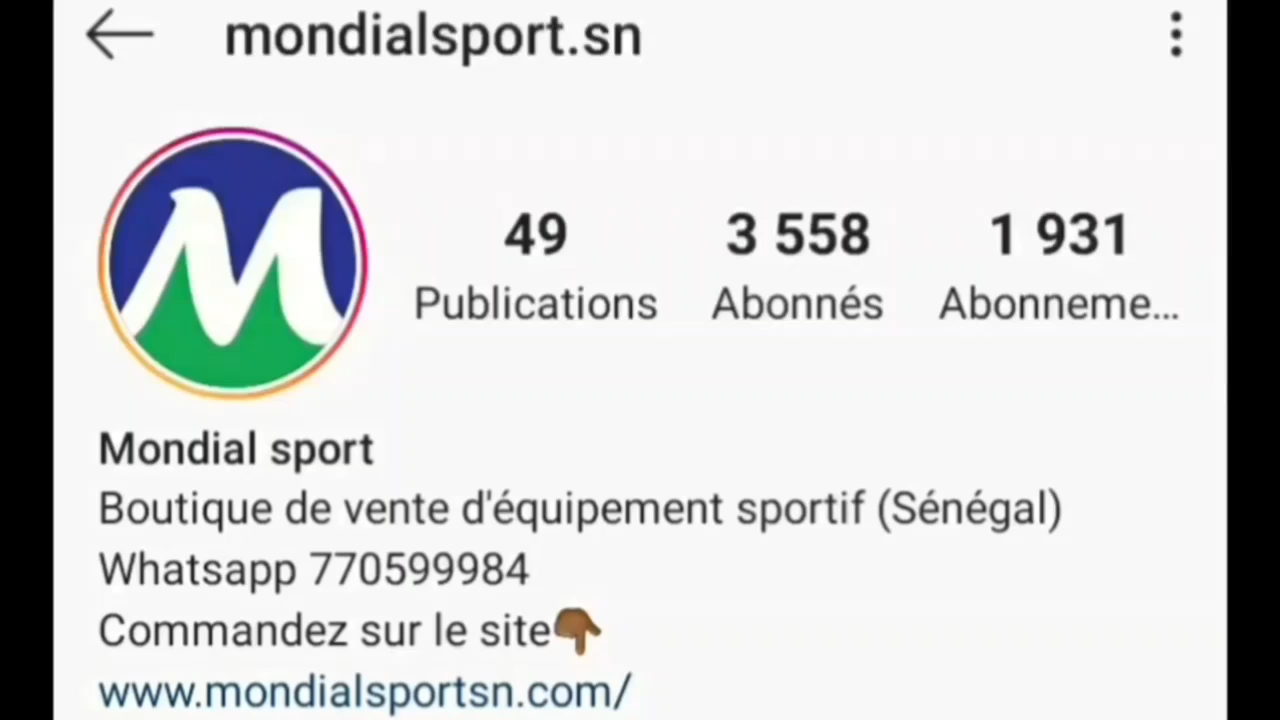 mondialsport.sn
M
49 3 558 1 931
Publications Abonnés Abonneme...
Mondial sport
Boutique de vente d'équipement sportif (Sénégal)
Whatsapp 770599984
Commandez sur le site👇🏾
www.mondialsportsn.com/